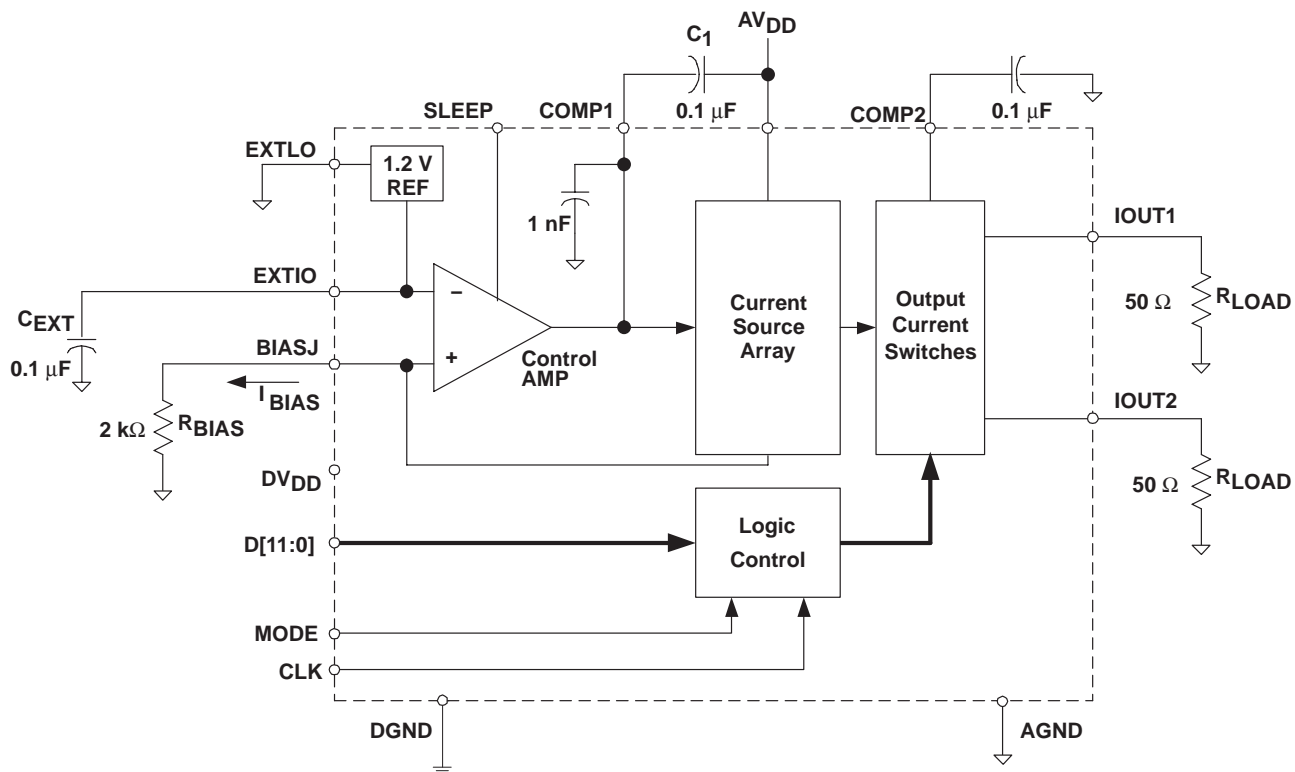 AVDD
C1
0.1 µF
0.1 µF
SLEEP
COMP1
COMP2
EXTLO
1.2 V
REF
1 nF
IOUT1
EXTIO
−
50 Ω
RLOAD
CEXT
0.1 µF
BIASJ
+
Control
AMP
Current
Source
Array
Output
Current
Switches
IBIAS
2 kΩ
RBIAS
IOUT2
DVDD
50 Ω
RLOAD
D[11:0]
Logic
Control
MODE
CLK
DGND
AGND